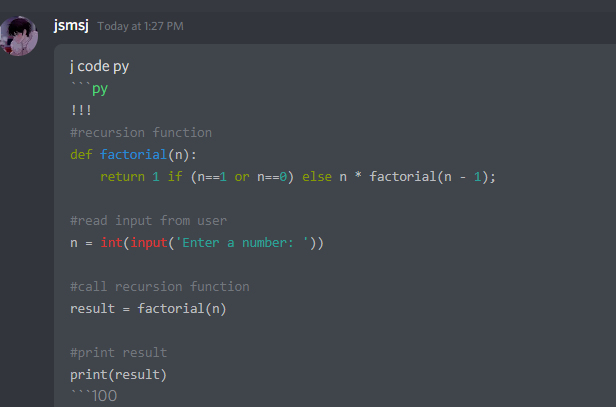 jsmsj Today at 1:27 PM
j code py
```py
!!!
#recursion function
def factorial(n):
    return 1 if (n==1 or n==0) else n * factorial(n - 1);
#read input from user
n = int(input('Enter a number: '))
#call recursion function
result = factorial(n)
#print result
print(result)
```100